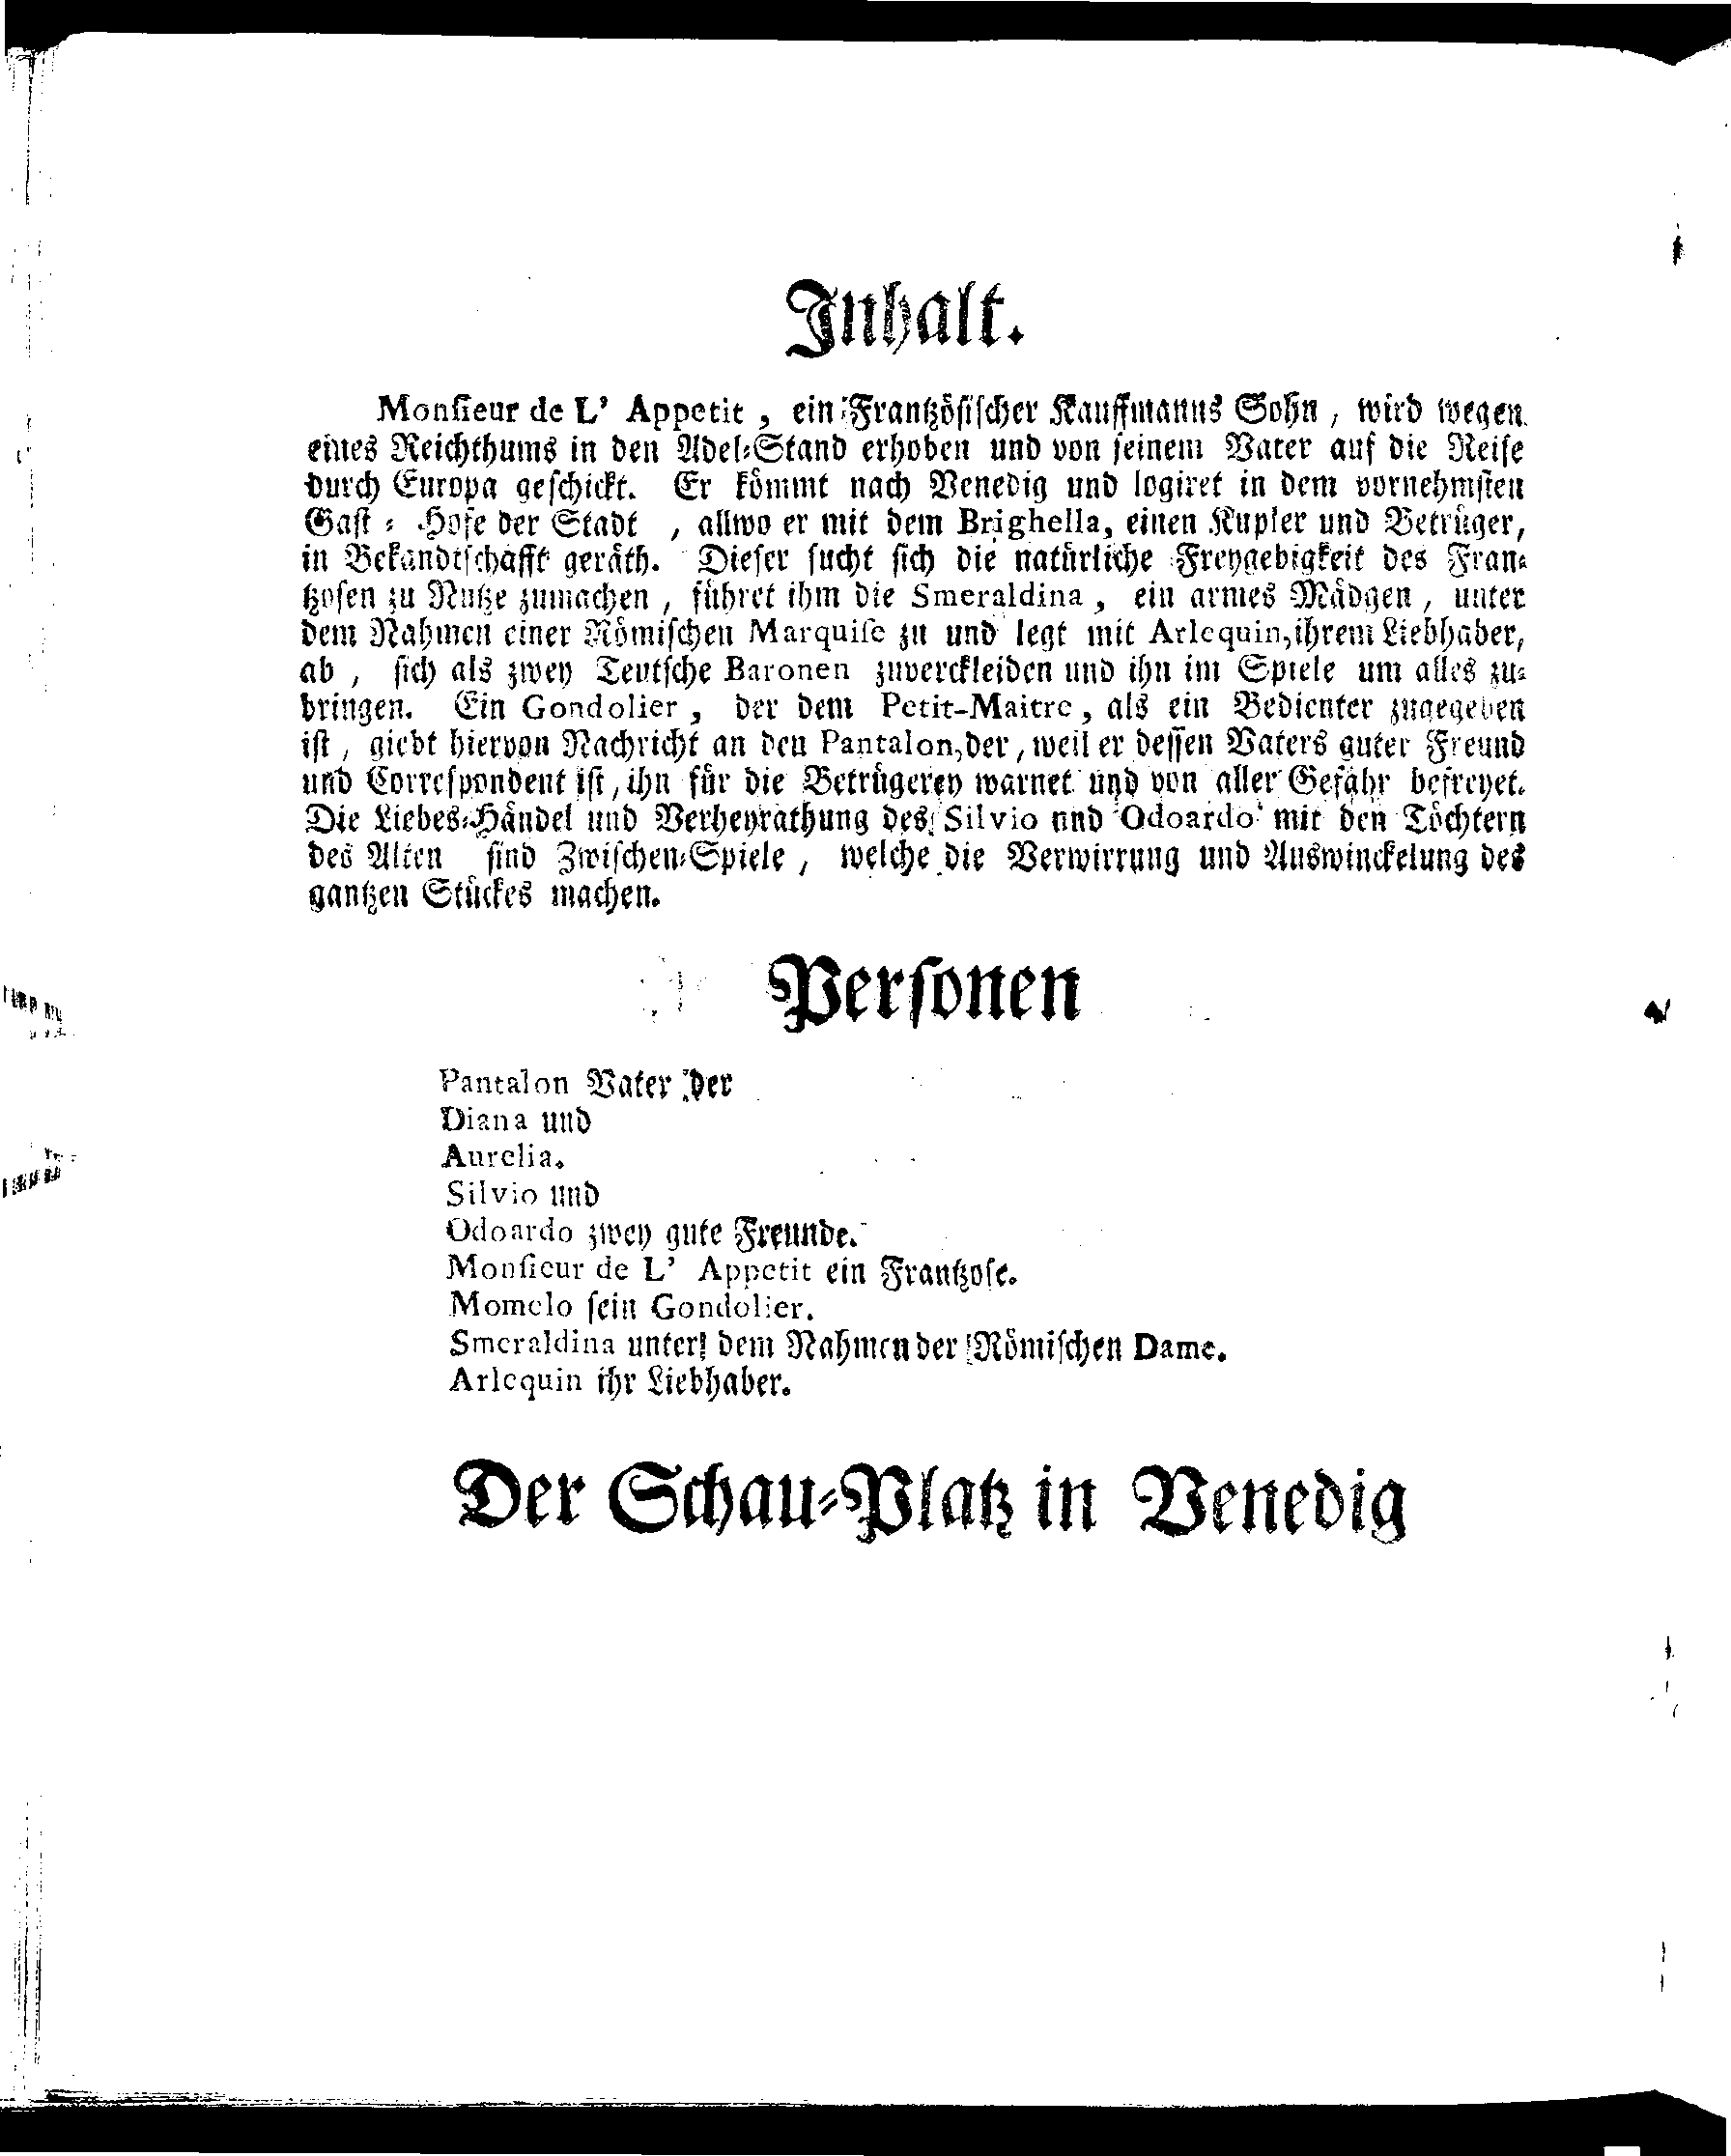 Inhalt.
Monsieur de L' Appetit, ein Frantzösischer Kauffmanns Sohn, wird wegen
eines Reichthums in den Adel-Stand erhoben und von seinem Vater auf die Reise
durch Europa geschickt. Er kömmt nach Venedig und logiret in dem vornehmsten
Gast-Hofe der Stadt, allwo er mit dem Brighella, einen Kupler und Betrüger,
in Bekandtschafft geräth. Dieser sucht sich die natürliche Freygebigkeit des Fran-
tzosen zu Nutze zumachen, führet ihm die Smeraldina, ein armes Mädgen, unter
dem Nahmen einer Römischen Marquise zu und legt mit Arlequin, ihrem Liebhaber,
ab, sich als zwey Teutsche Baronen zuverckleiden und ihn im Spiele um alles zu-
bringen. Ein Gondolier, der dem Petit-Maitre, als ein Bedienter zugegeben
ist, giebt hiervon Nachricht an den Pantalon, der, weil er dessen Vaters guter Freund
und Correspondent ist, ihn für die Betrügerey warnet und von aller Gefahr befreyet.
Die Liebes-Händel und Verheyrathung des Silvio nnd Odoardo mit den Töchtern
des Alten sind Zwischen-Spiele, welche die Verwirrung und Auswinckelung des
gantzen Stückes machen.
Personen
Pantalon Vater der
Diana und
Aurelia.
Silvio und
Odoardo zwey gute Freunde.
Monsieur de L' Appetit ein Frantzose.
Momelo sein Gondolier.
Smeraldina unter dem Nahmen der Römischen Dame.
Arlequin ihr Liebhaber.
Der Schau-Platz in Venedig